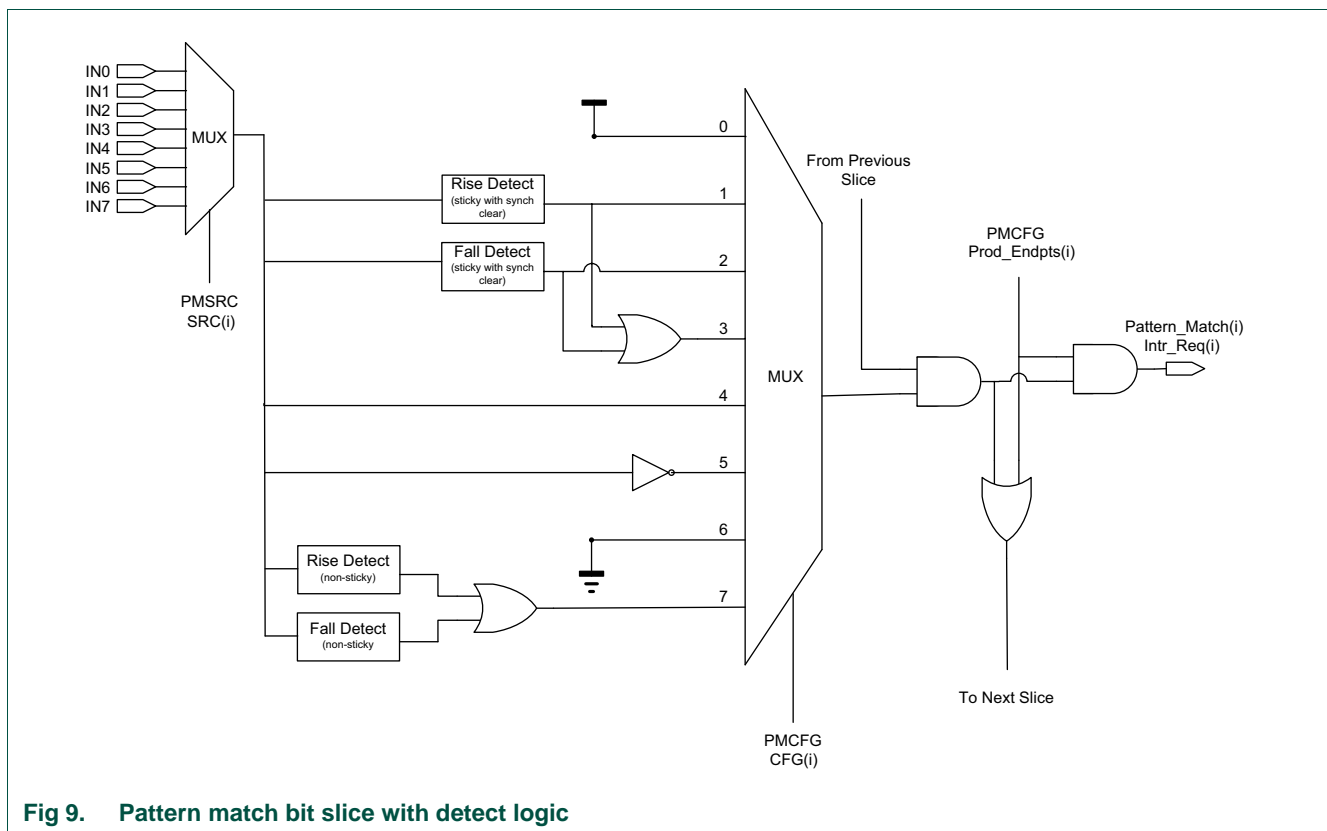 IN0
IN1
IN2
IN3
IN4
IN5
IN6
IN7
MUX
PMSRC
SRC(i)
Rise Detect
(sticky with synch
clear)
Fall Detect
(sticky with synch
clear)
Rise Detect
(non-sticky)
Fall Detect
(non-sticky
0
1
2
3
4
5
6
7
MUX
PMCFG
CFG(i)
From Previous
Slice
PMCFG
Prod_Endpts(i)
Pattern_Match(i)
Intr_Req(i)
To Next Slice
Fig 9. Pattern match bit slice with detect logic